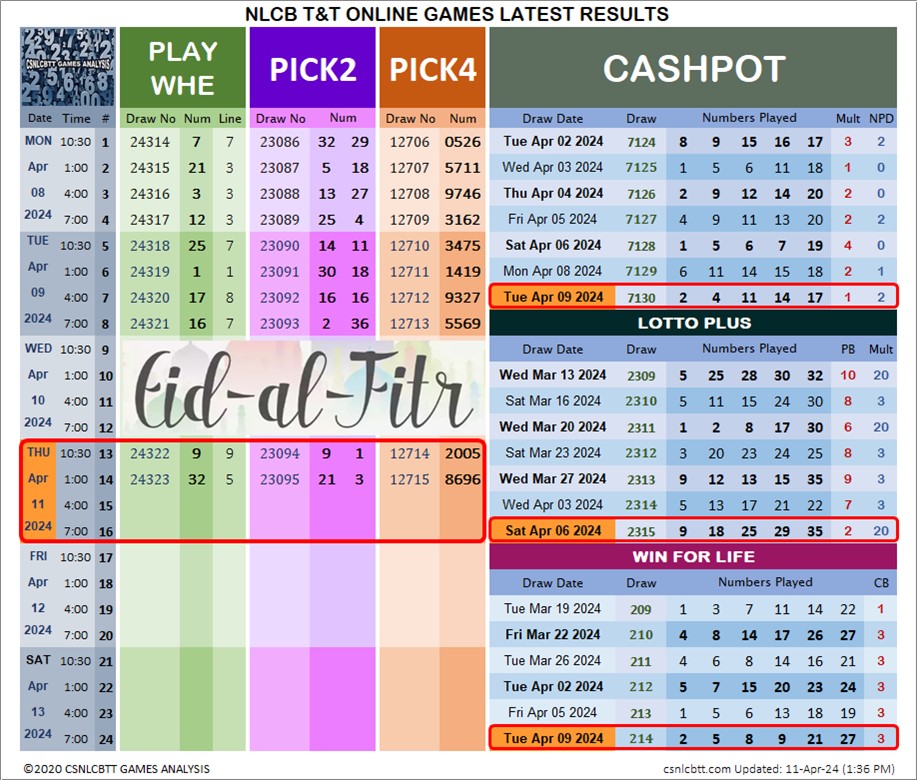 NLCB T&T ONLINE GAMES LATEST RESULTS
CSNLCBTT GAMES ANALYSIS
PLAY WHE PICK2 PICK4
Date Time # Draw No Num Line Draw No Num Draw No Num
MON 10:30 1 24314 7 7 23086 32 29 12706 0526
Apr 1:00 2 24315 21 3 23087 5 18 12707 5711
08 4:00 3 24316 3 3 23088 13 27 12708 9746
2024 7:00 4 24317 12 3 23089 25 4 12709 3162
TUE 10:30 5 24318 25 7 23090 14 11 12710 3475
Apr 1:00 6 24319 1 1 23091 30 18 12711 1419
09 4:00 7 24320 17 8 23092 16 16 12712 9327
2024 7:00 8 24321 16 7 23093 2 36 12713 5569
WED 10:30 9
Apr 1:00 10
10 4:00 11
2024 7:00 12
Eid-al-Fitr
THU 10:30 13 24322 9 9 23094 9 1 12714 2005
Apr 1:00 14 24323 32 5 23095 21 3 12715 8696
11 4:00 15
2024 7:00 16
FRI 10:30 17
Apr 1:00 18
12 4:00 19
2024 7:00 20
SAT 10:30 21
Apr 1:00 22
13 4:00 23
2024 7:00 24
CASHPOT
Draw Date Draw Numbers Played Mult NPD
Tue Apr 02 2024 7124 8 9 15 16 17 3 2
Wed Apr 03 2024 7125 1 5 6 11 18 1 0
Thu Apr 04 2024 7126 2 9 12 14 20 2 0
Fri Apr 05 2024 7127 4 9 11 13 20 2 2
Sat Apr 06 2024 7128 1 5 6 7 19 4 0
Mon Apr 08 2024 7129 6 11 14 15 18 2 1
Tue Apr 09 2024 7130 2 4 11 14 17 1 2
LOTTO PLUS
Draw Date Draw Numbers Played PB Mult
Wed Mar 13 2024 2309 5 25 28 30 32 10 20
Sat Mar 16 2024 2310 5 11 15 24 30 8 3
Wed Mar 20 2024 2311 1 2 8 17 30 6 20
Sat Mar 23 2024 2312 3 20 23 24 25 8 3
Wed Mar 27 2024 2313 9 12 13 15 35 9 3
Wed Apr 03 2024 2314 5 13 17 21 22 7 3
Sat Apr 06 2024 2315 9 18 25 29 35 2 20
WIN FOR LIFE
Draw Date Draw Numbers Played CB
Tue Mar 19 2024 209 1 3 7 11 14 22 1
Fri Mar 22 2024 210 4 8 14 17 26 27 3
Tue Mar 26 2024 211 4 6 8 14 16 21 3
Tue Apr 02 2024 212 5 7 15 20 23 24 3
Fri Apr 05 2024 213 1 5 6 13 18 19 3
Tue Apr 09 2024 214 2 5 8 9 21 27 3
©2020 CSNLCBTT GAMES ANALYSIS
csnlcbtt.com Updated: 11-Apr-24 (1:36 PM)